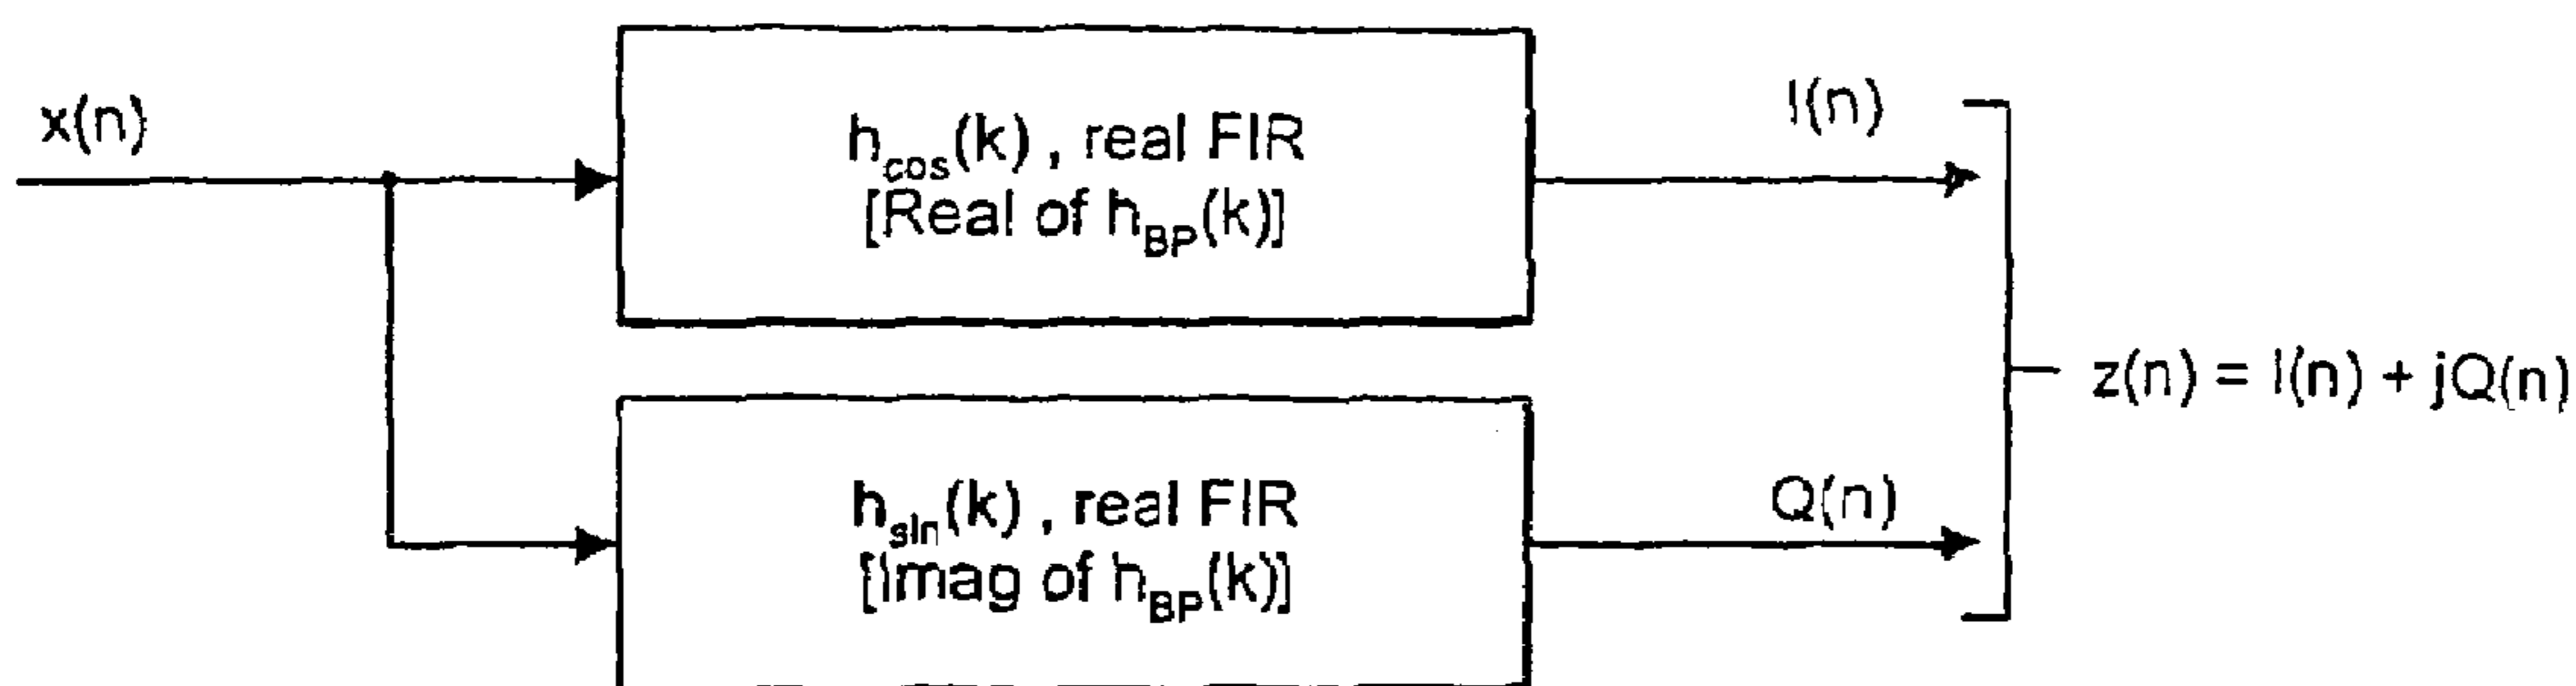 x(n)
h_cos(k) , real FIR
[Real of h_BP(k)]
I(n)
h_sin(k) , real FIR
[Imag of h_BP(k)]
Q(n)
z(n) = I(n) + jQ(n)